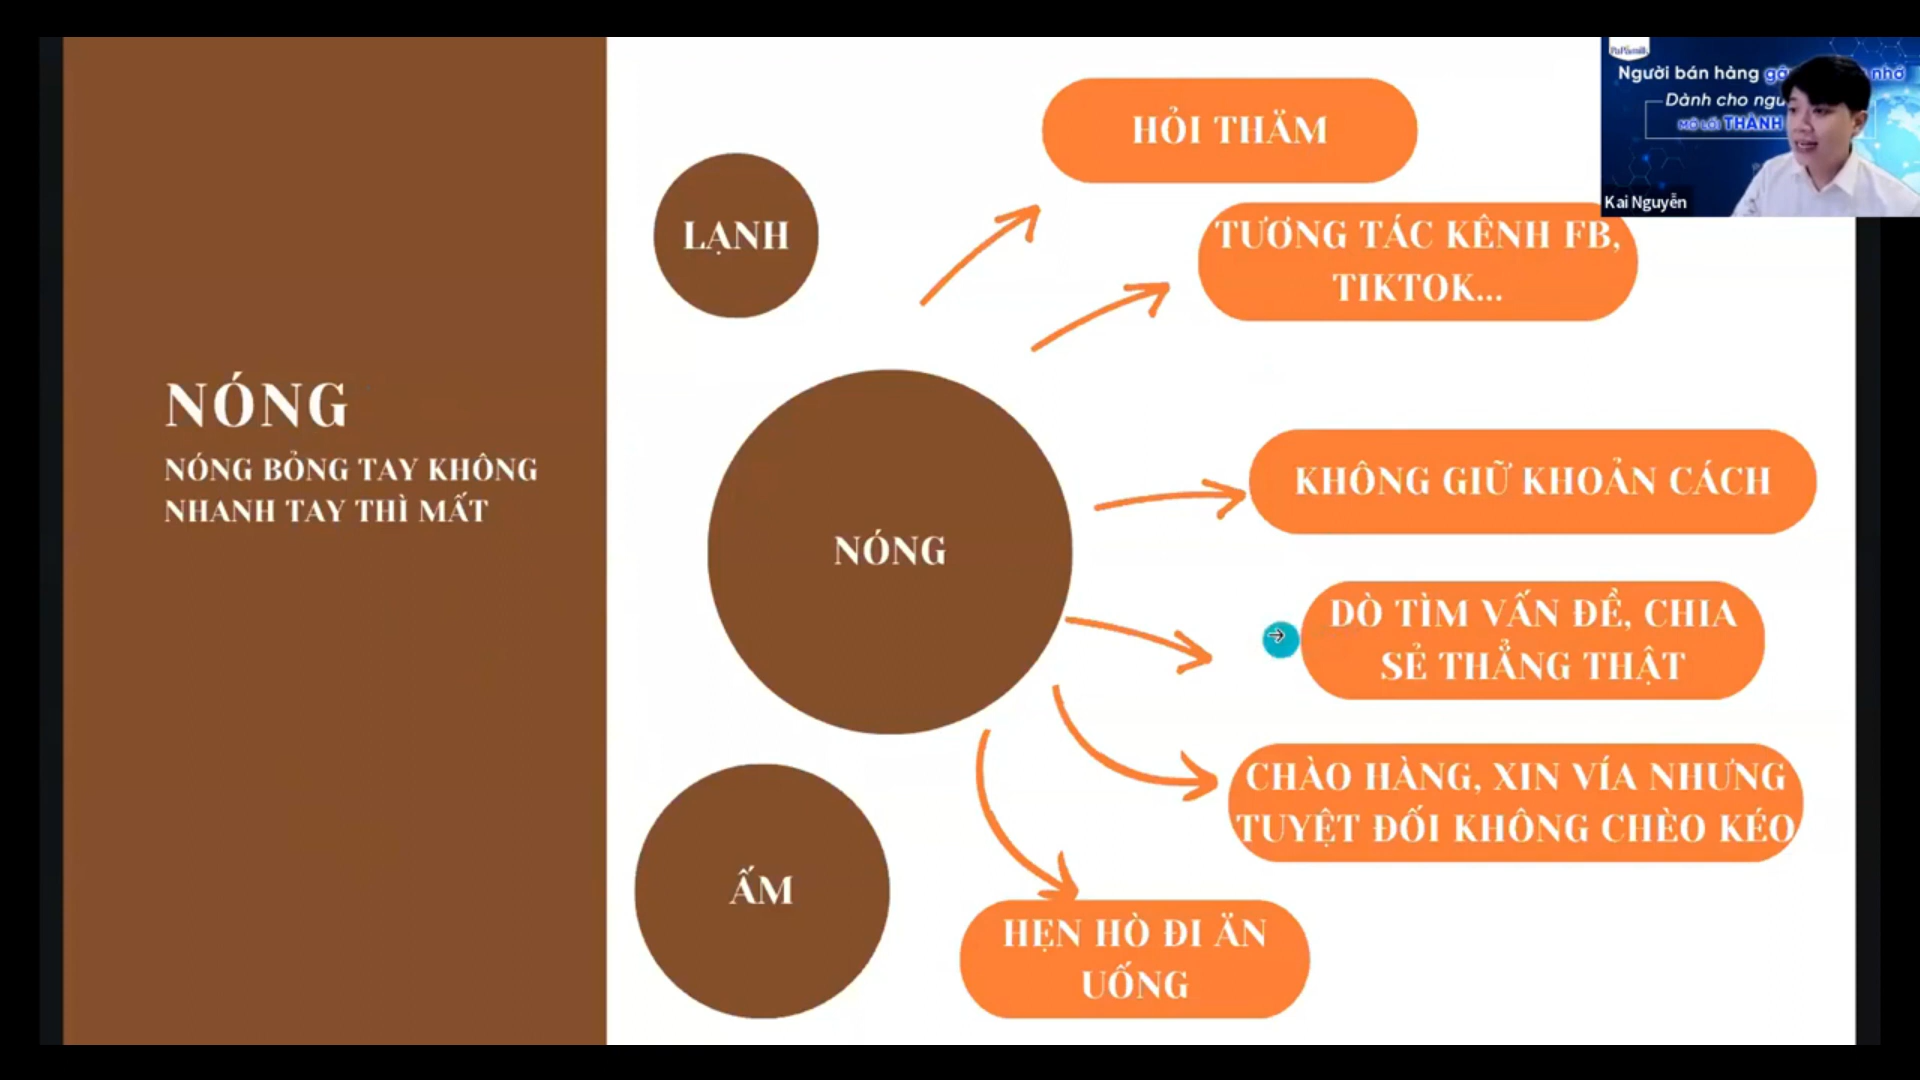 NÓNG
NÓNG BỎNG TAY KHÔNG
NHANH TAY THÌ MẤT
LẠNH
NÓNG
ẤM
HỎI THĂM
TƯƠNG TÁC KÊNH FB,
TIKTOK...
KHÔNG GIỮ KHOẢN CÁCH
DÒ TÌM VẤN ĐỀ, CHIA
SẺ THẲNG THẬT
CHÀO HÀNG, XIN VÍA NHƯNG
TUYỆT ĐỐI KHÔNG CHÈO KÉO
HẸN HÒ ĐI ĂN
UỐNG
Người bán hàng nhớ
Dành cho
THÀNH
Kai Nguyễn